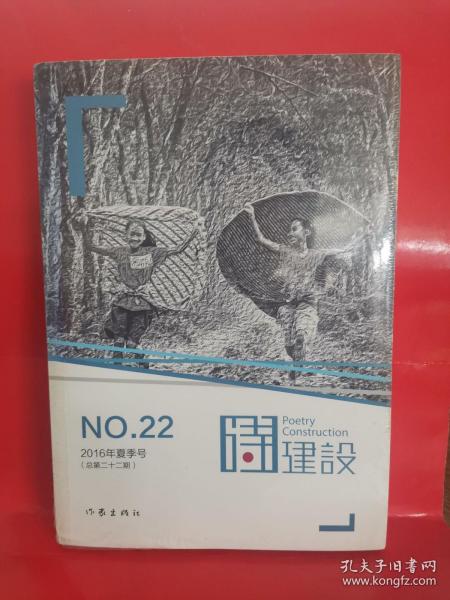 NO.22
2016年夏季号
（总第二十二期）
诗建設
Poetry
Construction
作家出版社
孔夫子旧书网
www.kongfz.com